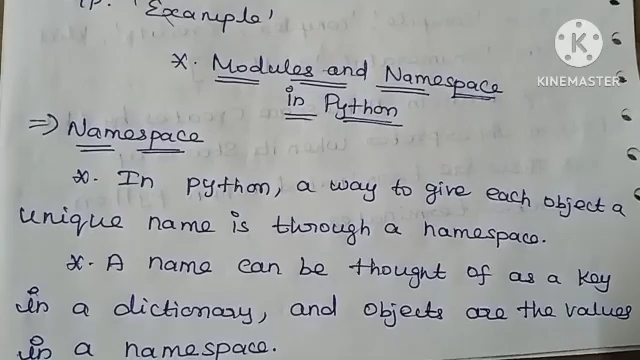 'Example'
*. Modules and Namespace
in Python
KINEMASTER
⇒ Namespace
*. In python, a way to give each object a
unique name is through a namespace.
*. A name can be thought of as a key
in a dictionary, and objects are the values
in a namespace.